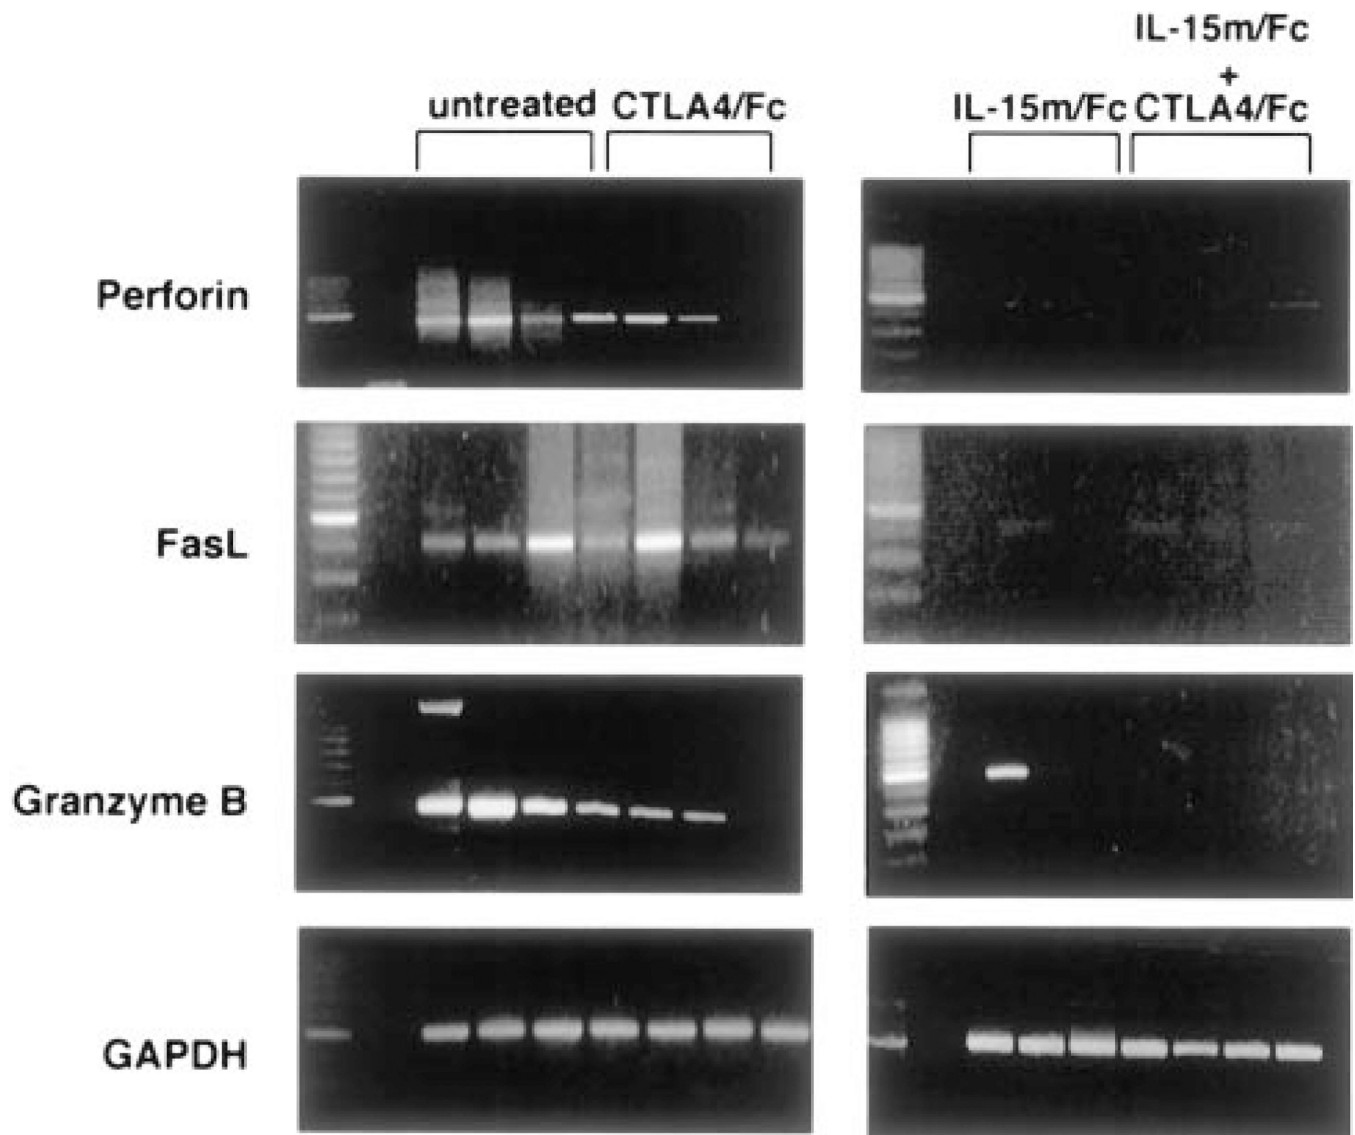 IL-15m/Fc
+
untreated CTLA4/Fc IL-15m/Fc CTLA4/Fc
Perforin
FasL
Granzyme B
GAPDH